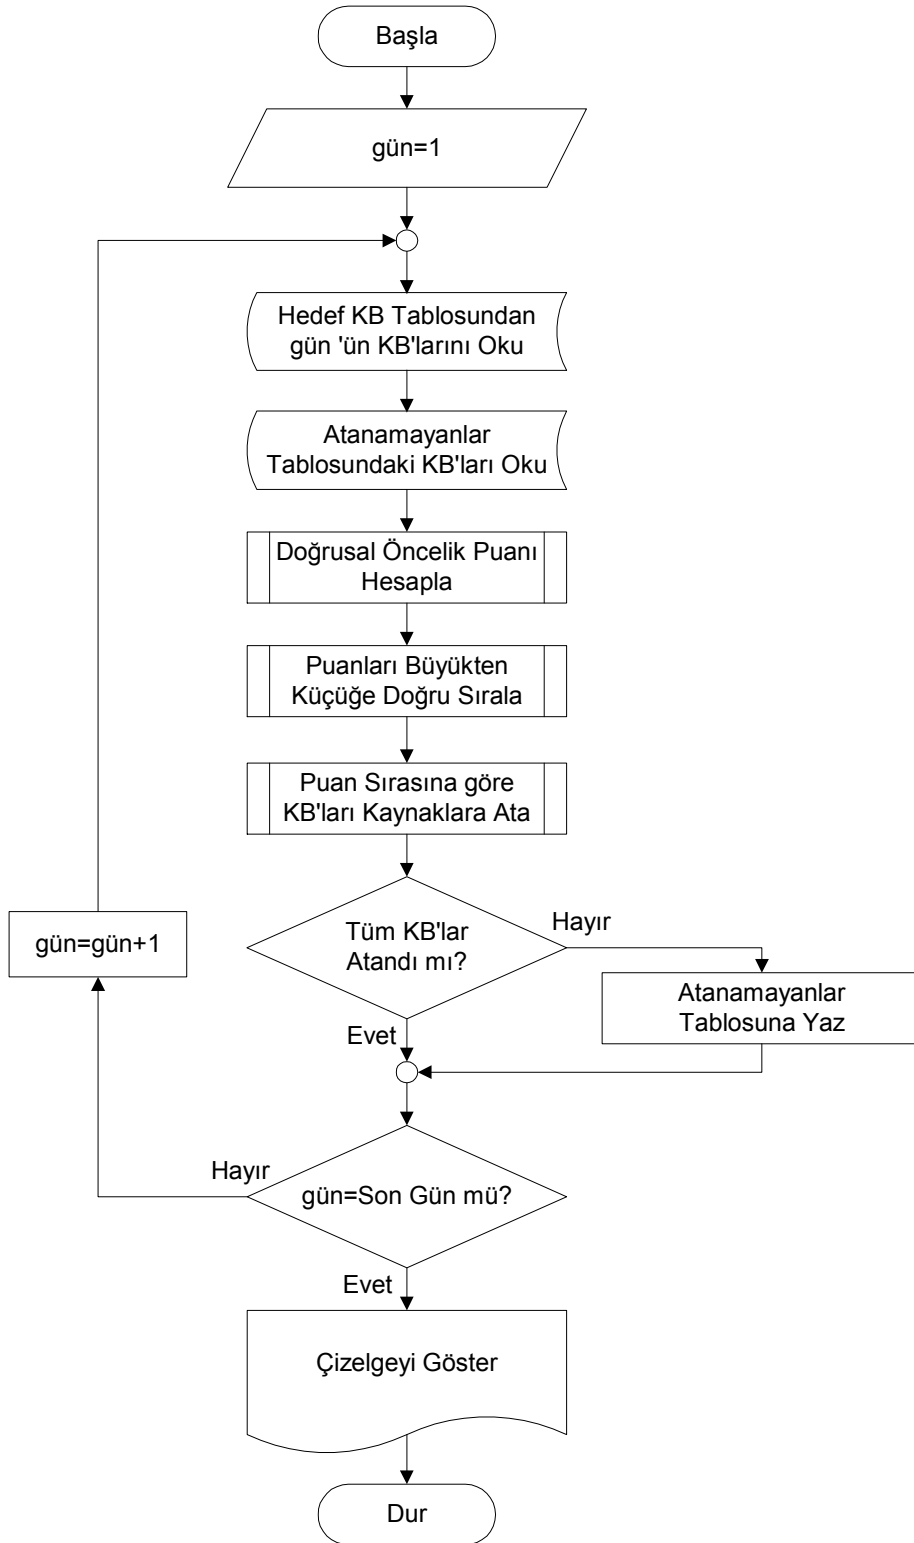 Başla
gün=1
Hedef KB Tablosundan
gün 'ün KB'larını Oku
Atanamayanlar
Tablosundaki KB'ları Oku
Doğrusal Öncelik Puanı
Hesapla
Puanları Büyükten
Küçüğe Doğru Sırala
Puan Sırasına göre
KB'ları Kaynaklara Ata
Tüm KB'lar
Atandı mı?
Hayır
gün=gün+1
Atanamayanlar
Tablosuna Yaz
Evet
Hayır
gün=Son Gün mü?
Evet
Çizelgeyi Göster
Dur